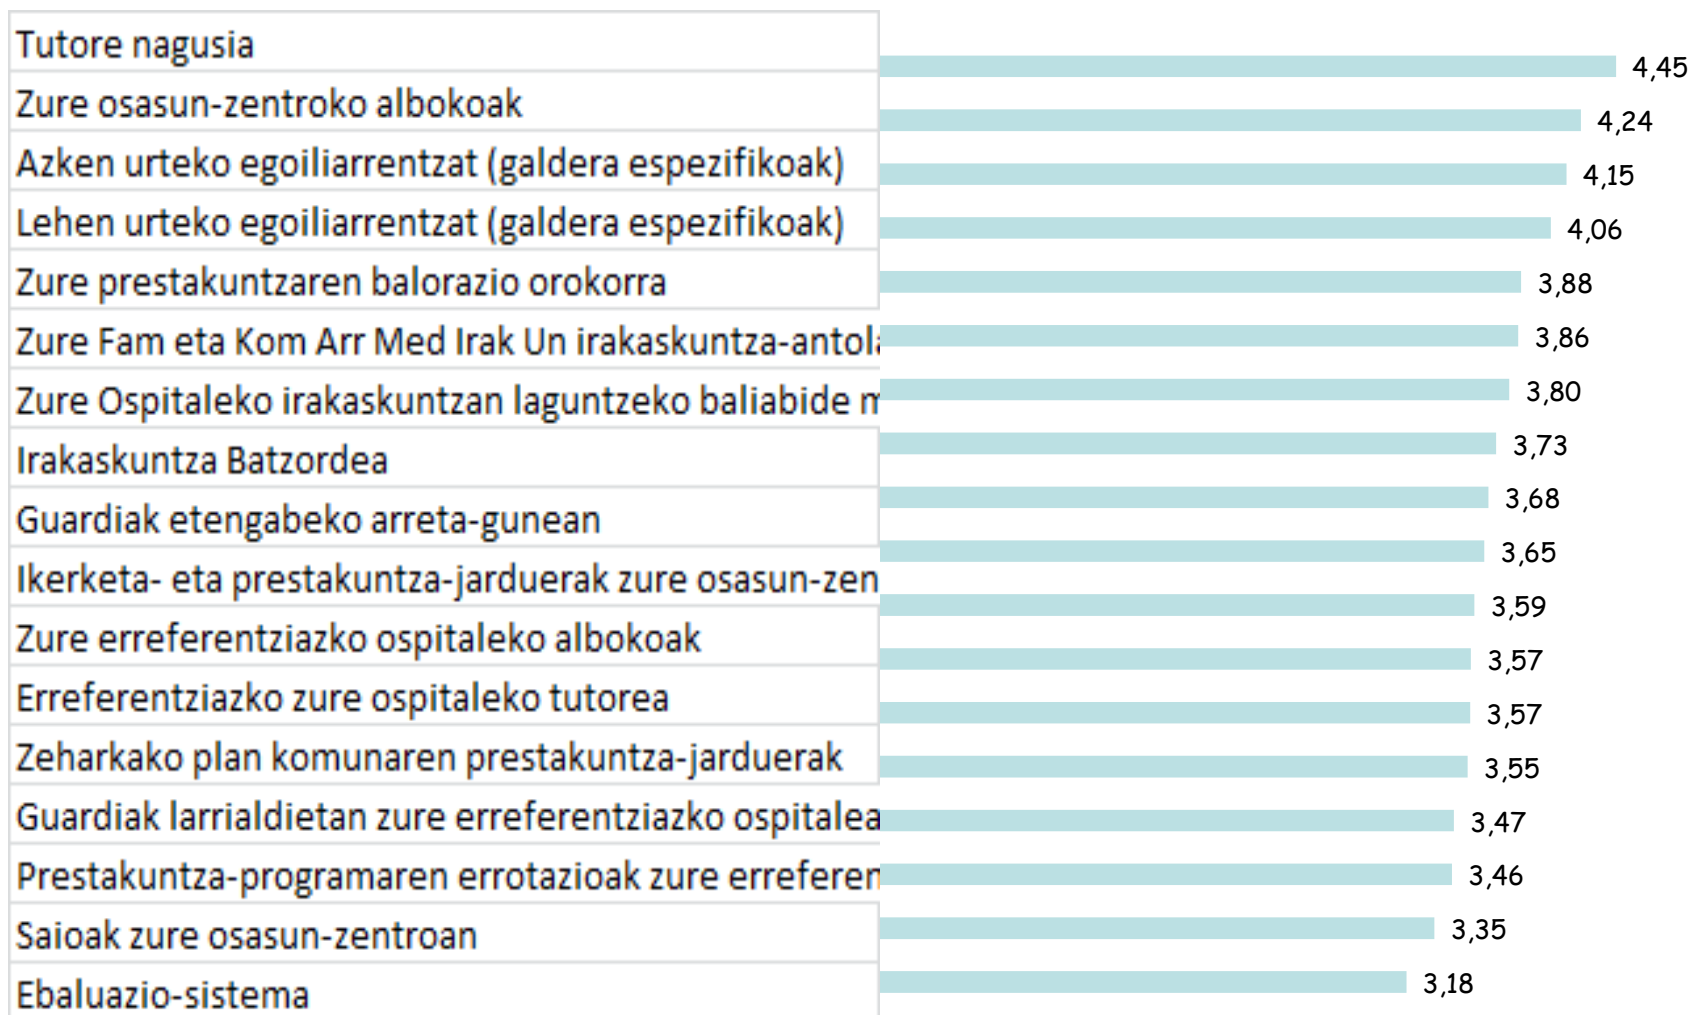 Tutore nagusia
Zure osasun-zentroko albokoak
Azken urteko egoiliarrentzat (galdera espezifikoak)
Lehen urteko egoiliarrentzat (galdera espezifikoak)
Zure prestakuntzaren balorazio orokorra
Zure Fam eta Kom Arr Med Irak Un irakaskuntza-antola
Zure Ospitaleko irakaskuntzan laguntzeko baliabide m
Irakaskuntza Batzordea
Guardiak etengabeko arreta-gunean
Ikerketa- eta prestakuntza-jarduerak zure osasun-zen
Zure erreferentziazko ospitaleko albokoak
Erreferentziazko zure ospitaleko tutorea
Zeharkako plan komunaren prestakuntza-jarduerak
Guardiak larrialdietan zure erreferentziazko ospitalea
Prestakuntza-programaren errotazioak zure erreferen
Saioak zure osasun-zentroan
Ebaluazio-sistema
4,45
4,24
4,15
4,06
3,88
3,86
3,80
3,73
3,68
3,65
3,59
3,57
3,57
3,55
3,47
3,46
3,35
3,18